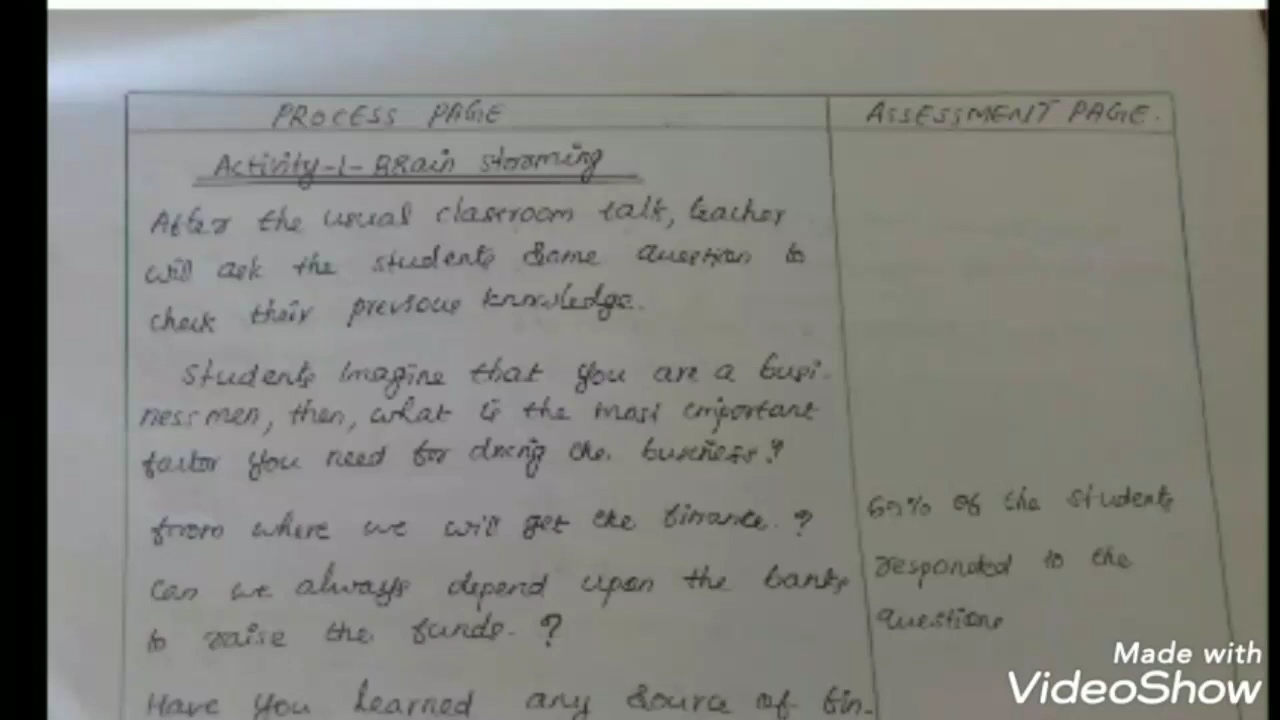 PROCESS PAGE
ASSESSMENT PAGE.
Activity-1-BRain storming
After the usual classroom talk, teacher
will ask the students some question to
check their previous knowledge.
Students imagine that you are a busi-
nessmen, then, what is the most important
factor you need for doing the business?
from where we will get the finance.?
Can we always depend upon the banks
to raise the funds.?
Have you learned any source of fin-
60% of the students
responded to the
questions
Made with
VideoShow